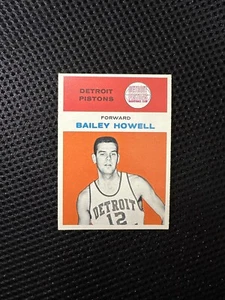 DETROIT
PISTONS
FORWARD
BAILEY HOWELL
DETROIT
12